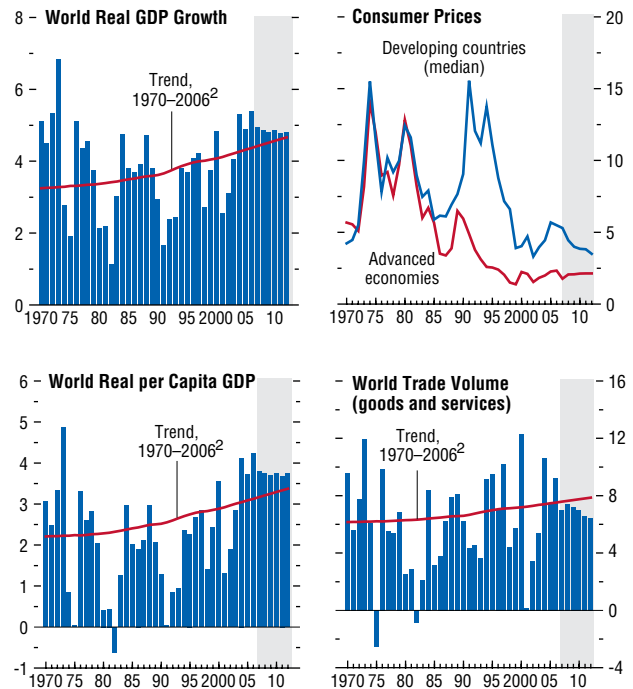 World Real GDP Growth
8
6
4
2
0
Trend,
1970–2006²
1970 75 80 85 90 95 2000 05 10
Consumer Prices
20
15
10
5
0
Developing countries
(median)
Advanced
economies
1970 75 80 85 90 95 2000 05 10
World Real per Capita GDP
6
5
4
3
2
1
0
-1
Trend,
1970–2006²
1970 75 80 85 90 95 2000 05 10
World Trade Volume
(goods and services)
16
12
8
4
0
-4
Trend,
1970–2006²
1970 75 80 85 90 95 2000 05 10